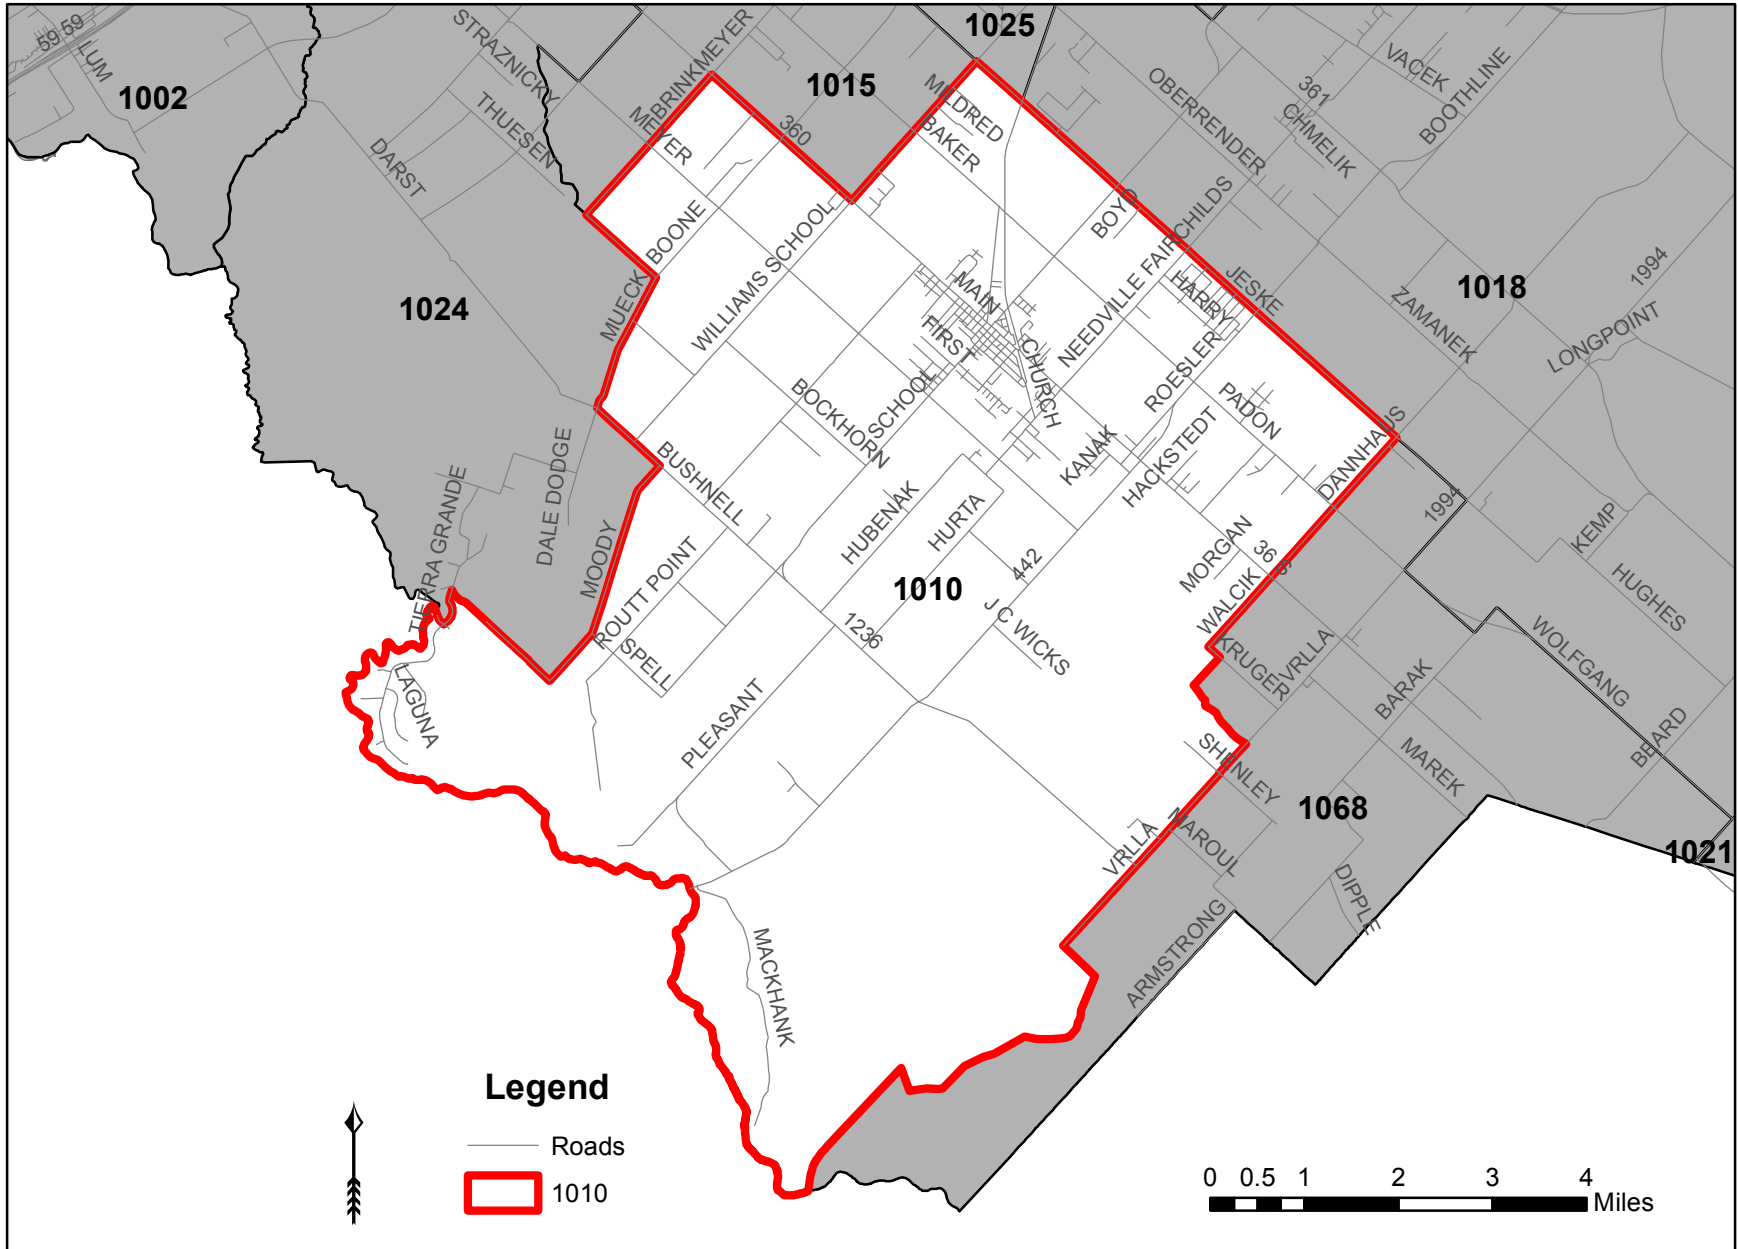 59 59
LUM
1002
STRAZNICKY
THUESEN
DARST
MBRINKMEYER
MEYER
1015
360
1025
MILDRED
BAKER
OBERRENDER
361
CHMELIK
VACEK
BOOTHLINE
1024
MUECK
BOONE
WILLIAMS SCHOOL
MAIN
FIRST
CHURCH
SCHOOL
BOCKHORN
BOYD
NEEDVILLE FAIRCHILDS
HARRY
JESKE
ROESLER
PADON
1018
ZAMANEK
1994
LONGPOINT
KANAK
HACKSTEDT
DANNHAUS
1994
BUSHNELL
DALE DODGE
TIERRA GRANDE
MOODY
ROUTT POINT
SPELL
LAGUNA
HUBENAK
HURTA
1010
442
J C WICKS
1236
PLEASANT
MORGAN
36 S
WALCIK
KRUGER
VRLLA
BARAK
KEMP
HUGHES
WOLFGANG
BEARD
MAREK
SHENLEY
1068
1021
VRLLA
MAROUL
DIPPLE
ARMSTRONG
MACKHANK
Legend
Roads
1010
0 0.5 1 2 3 4
Miles